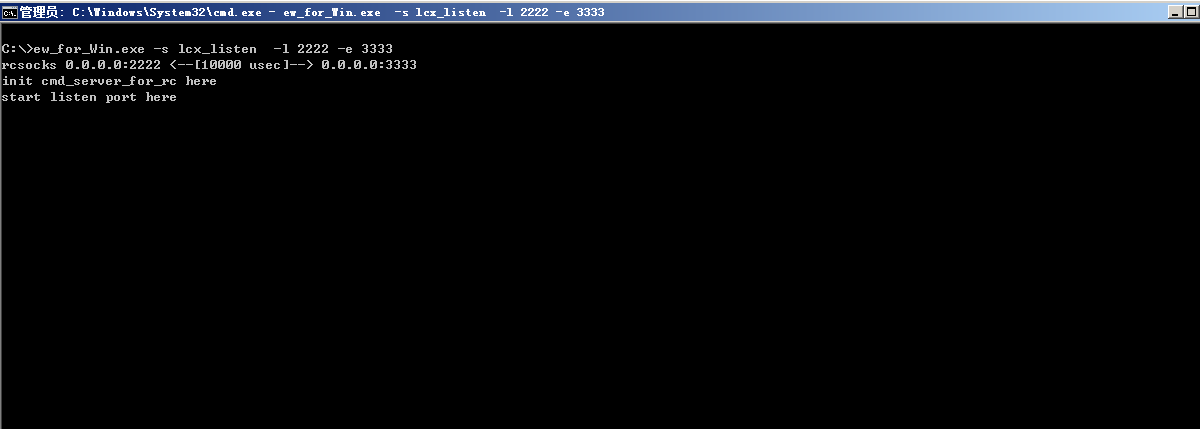 管理员: C:\Windows\System32\cmd.exe - ew_for_Win.exe  -s lcx_listen  -l 2222 -e 3333
C:\>ew_for_Win.exe -s lcx_listen  -l 2222 -e 3333
rcsocks 0.0.0.0:2222 <--[10000 usec]--> 0.0.0.0:3333
init cmd_server_for_rc here
start listen port here